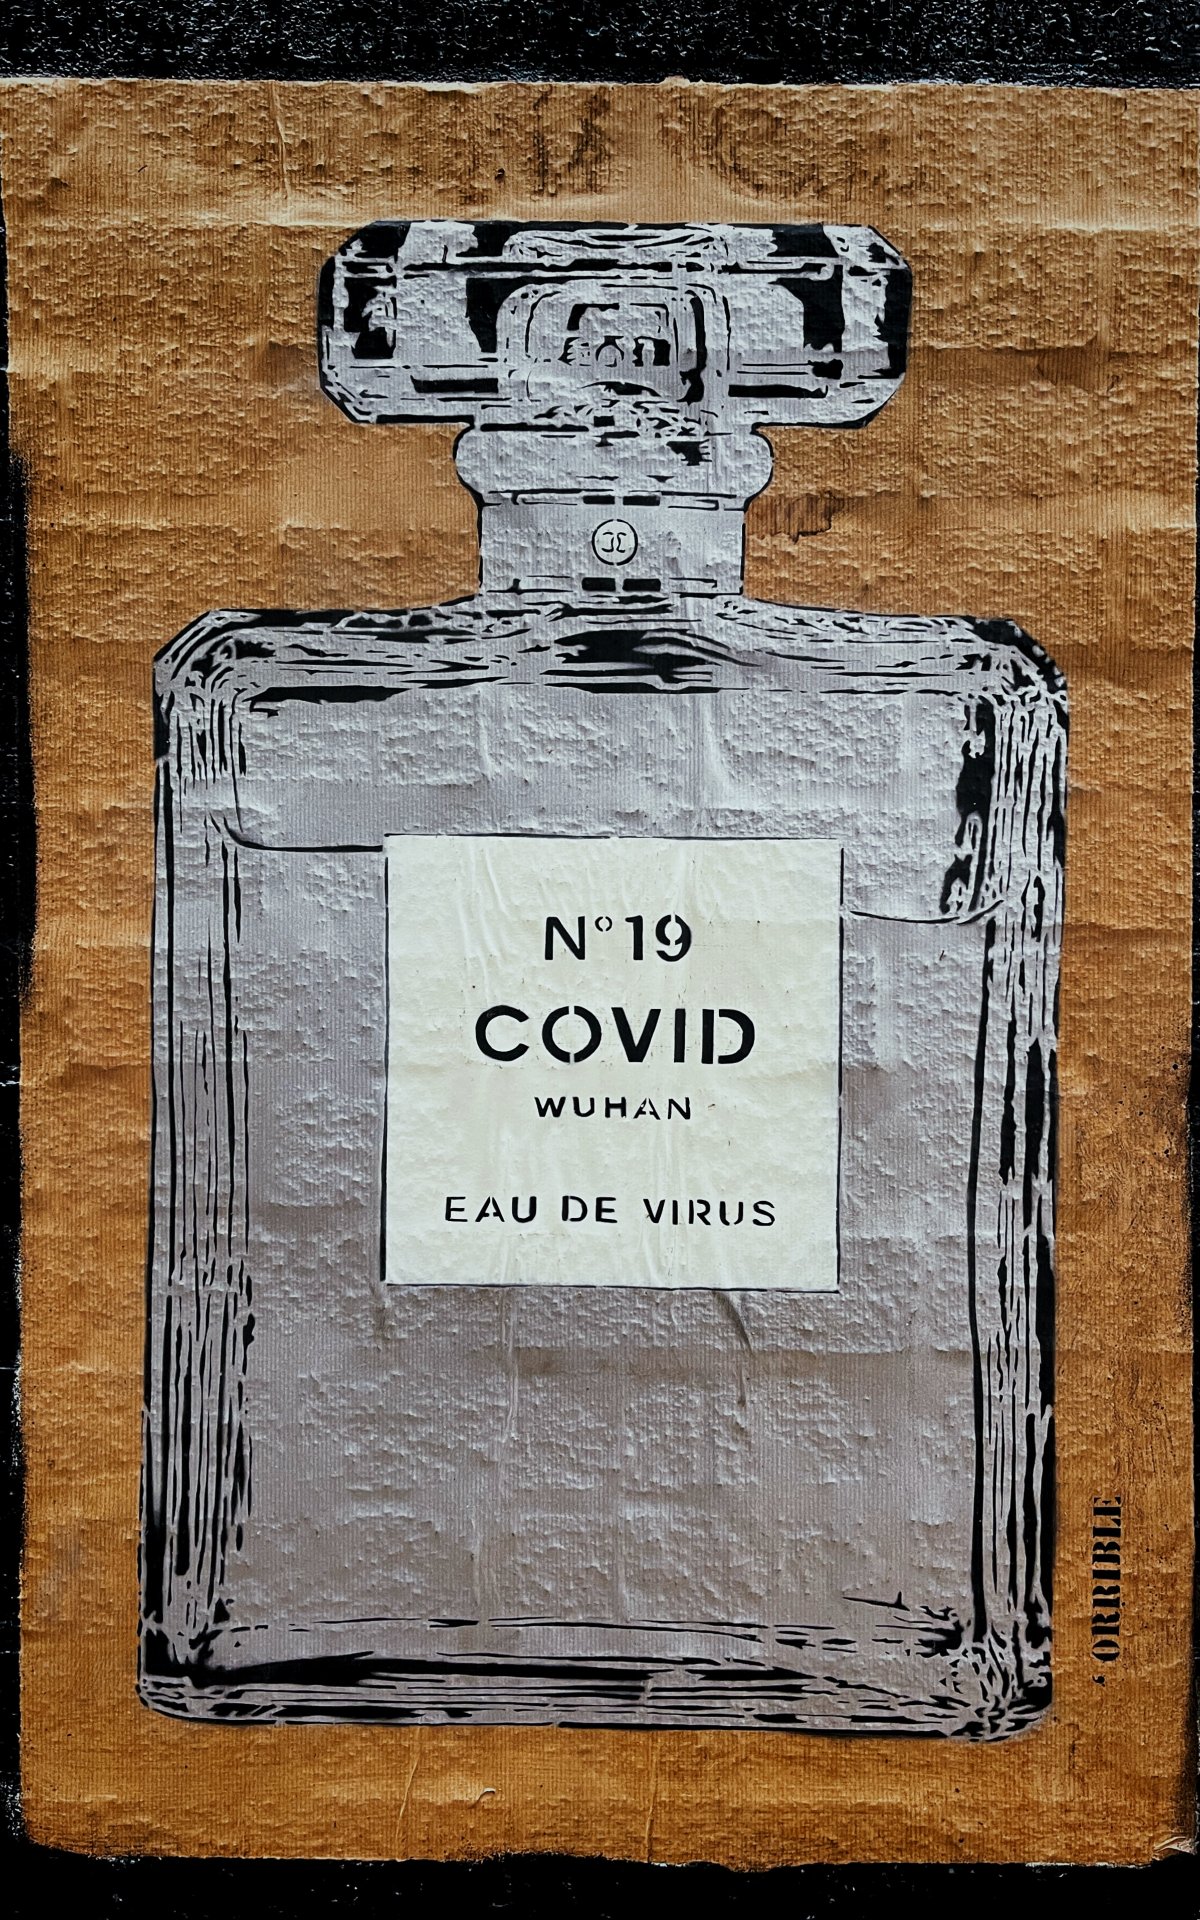 N° 19
COVID
WUHAN
EAU DE VIRUS
'ORRIBLE